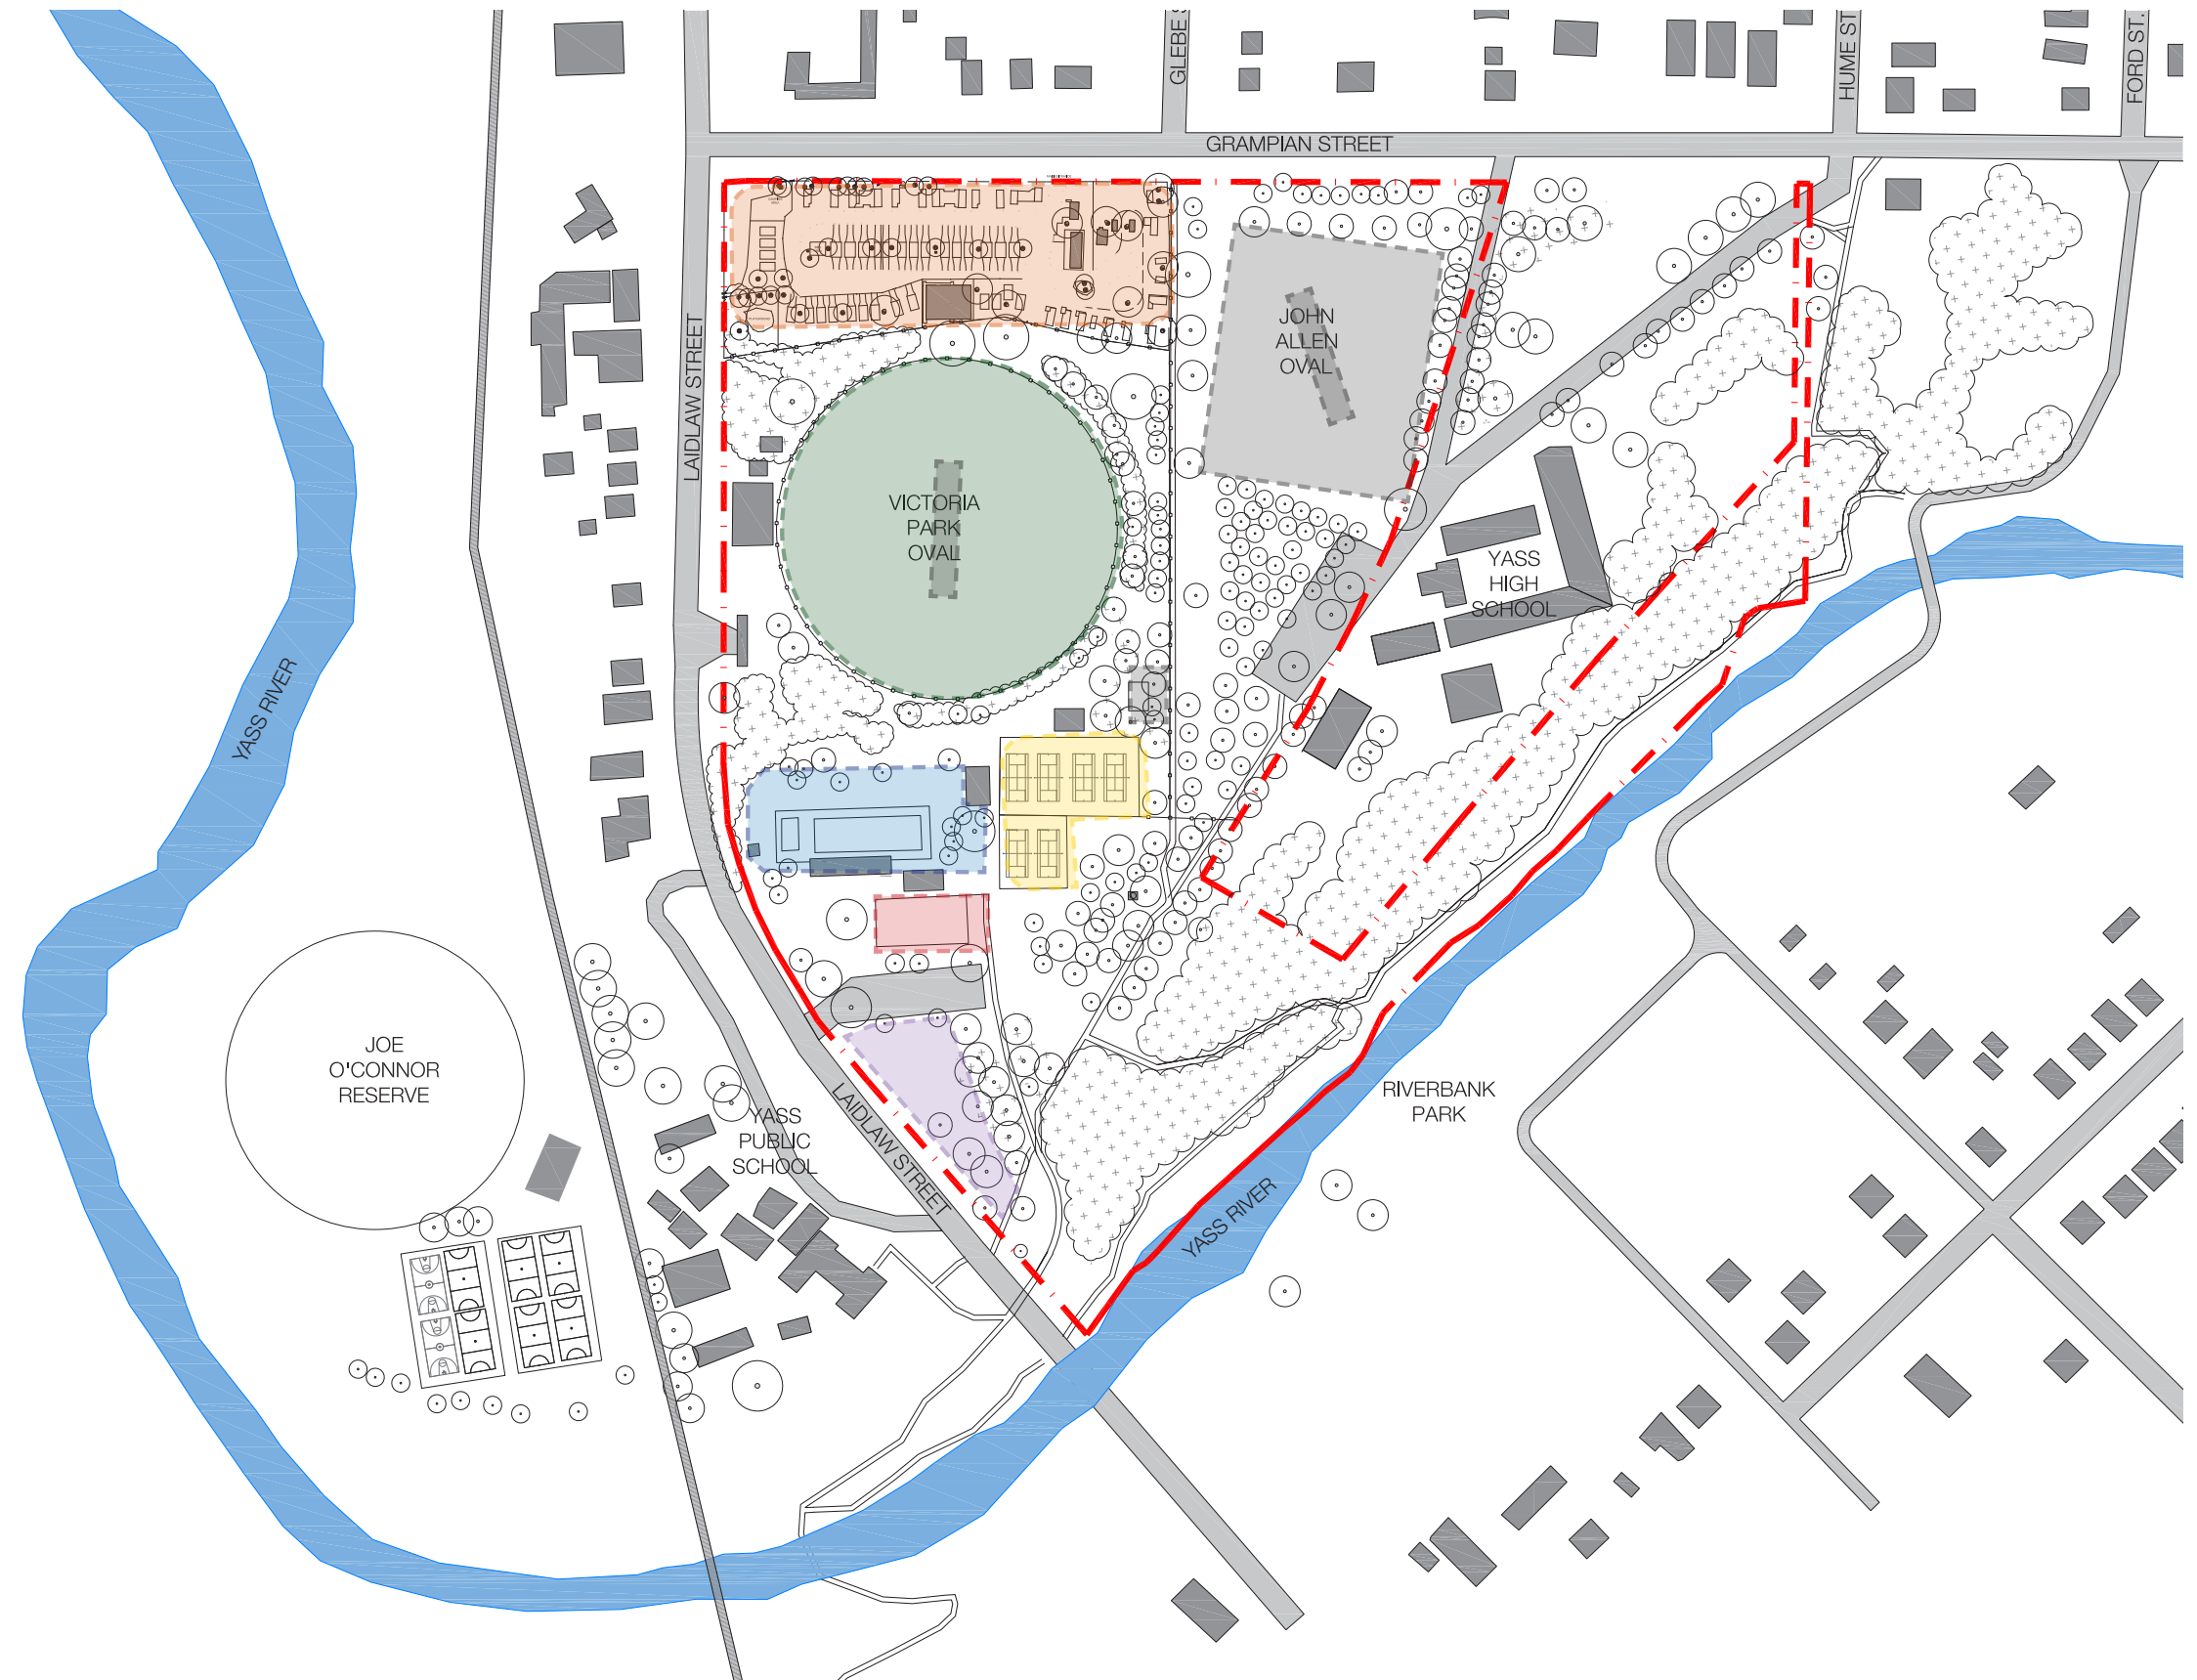 GLEBE S
HUME ST
FORD ST.
GRAMPIAN STREET
LAIDLAW STREET
JOHN
ALLEN
OVAL
VICTORIA
PARK
OVAL
YASS
HIGH
SCHOOL
YASS RIVER
JOE
O'CONNOR
RESERVE
YASS
PUBLIC
SCHOOL
LAIDLAW STREET
RIVERBANK
PARK
YASS RIVER